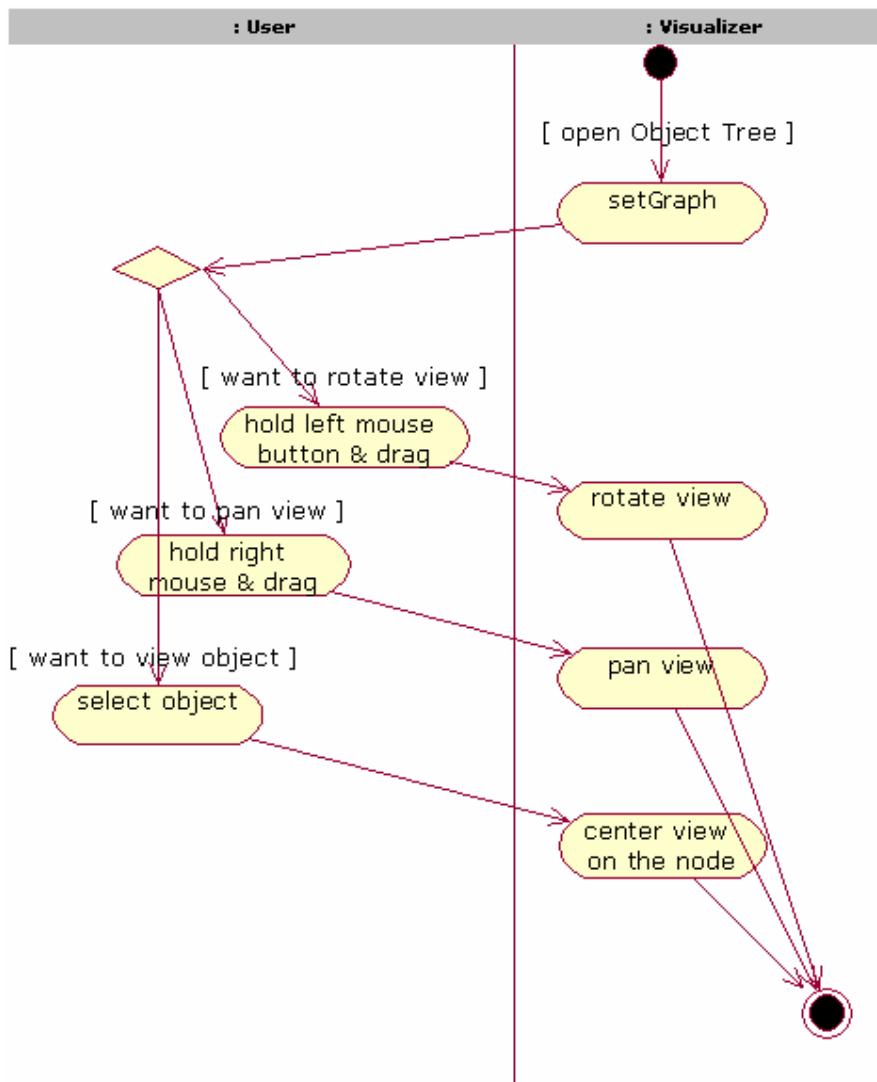 : User
: Visualizer
[ open Object Tree ]
setGraph
[ want to rotate view ]
hold left mouse
button & drag
rotate view
[ want to pan view ]
hold right
mouse & drag
[ want to view object ]
pan view
select object
center view
on the node